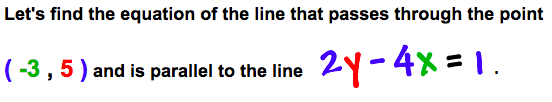 Let's find the equation of the line that passes through the point
( -3 , 5 ) and is parallel to the line 2y - 4x = 1 .